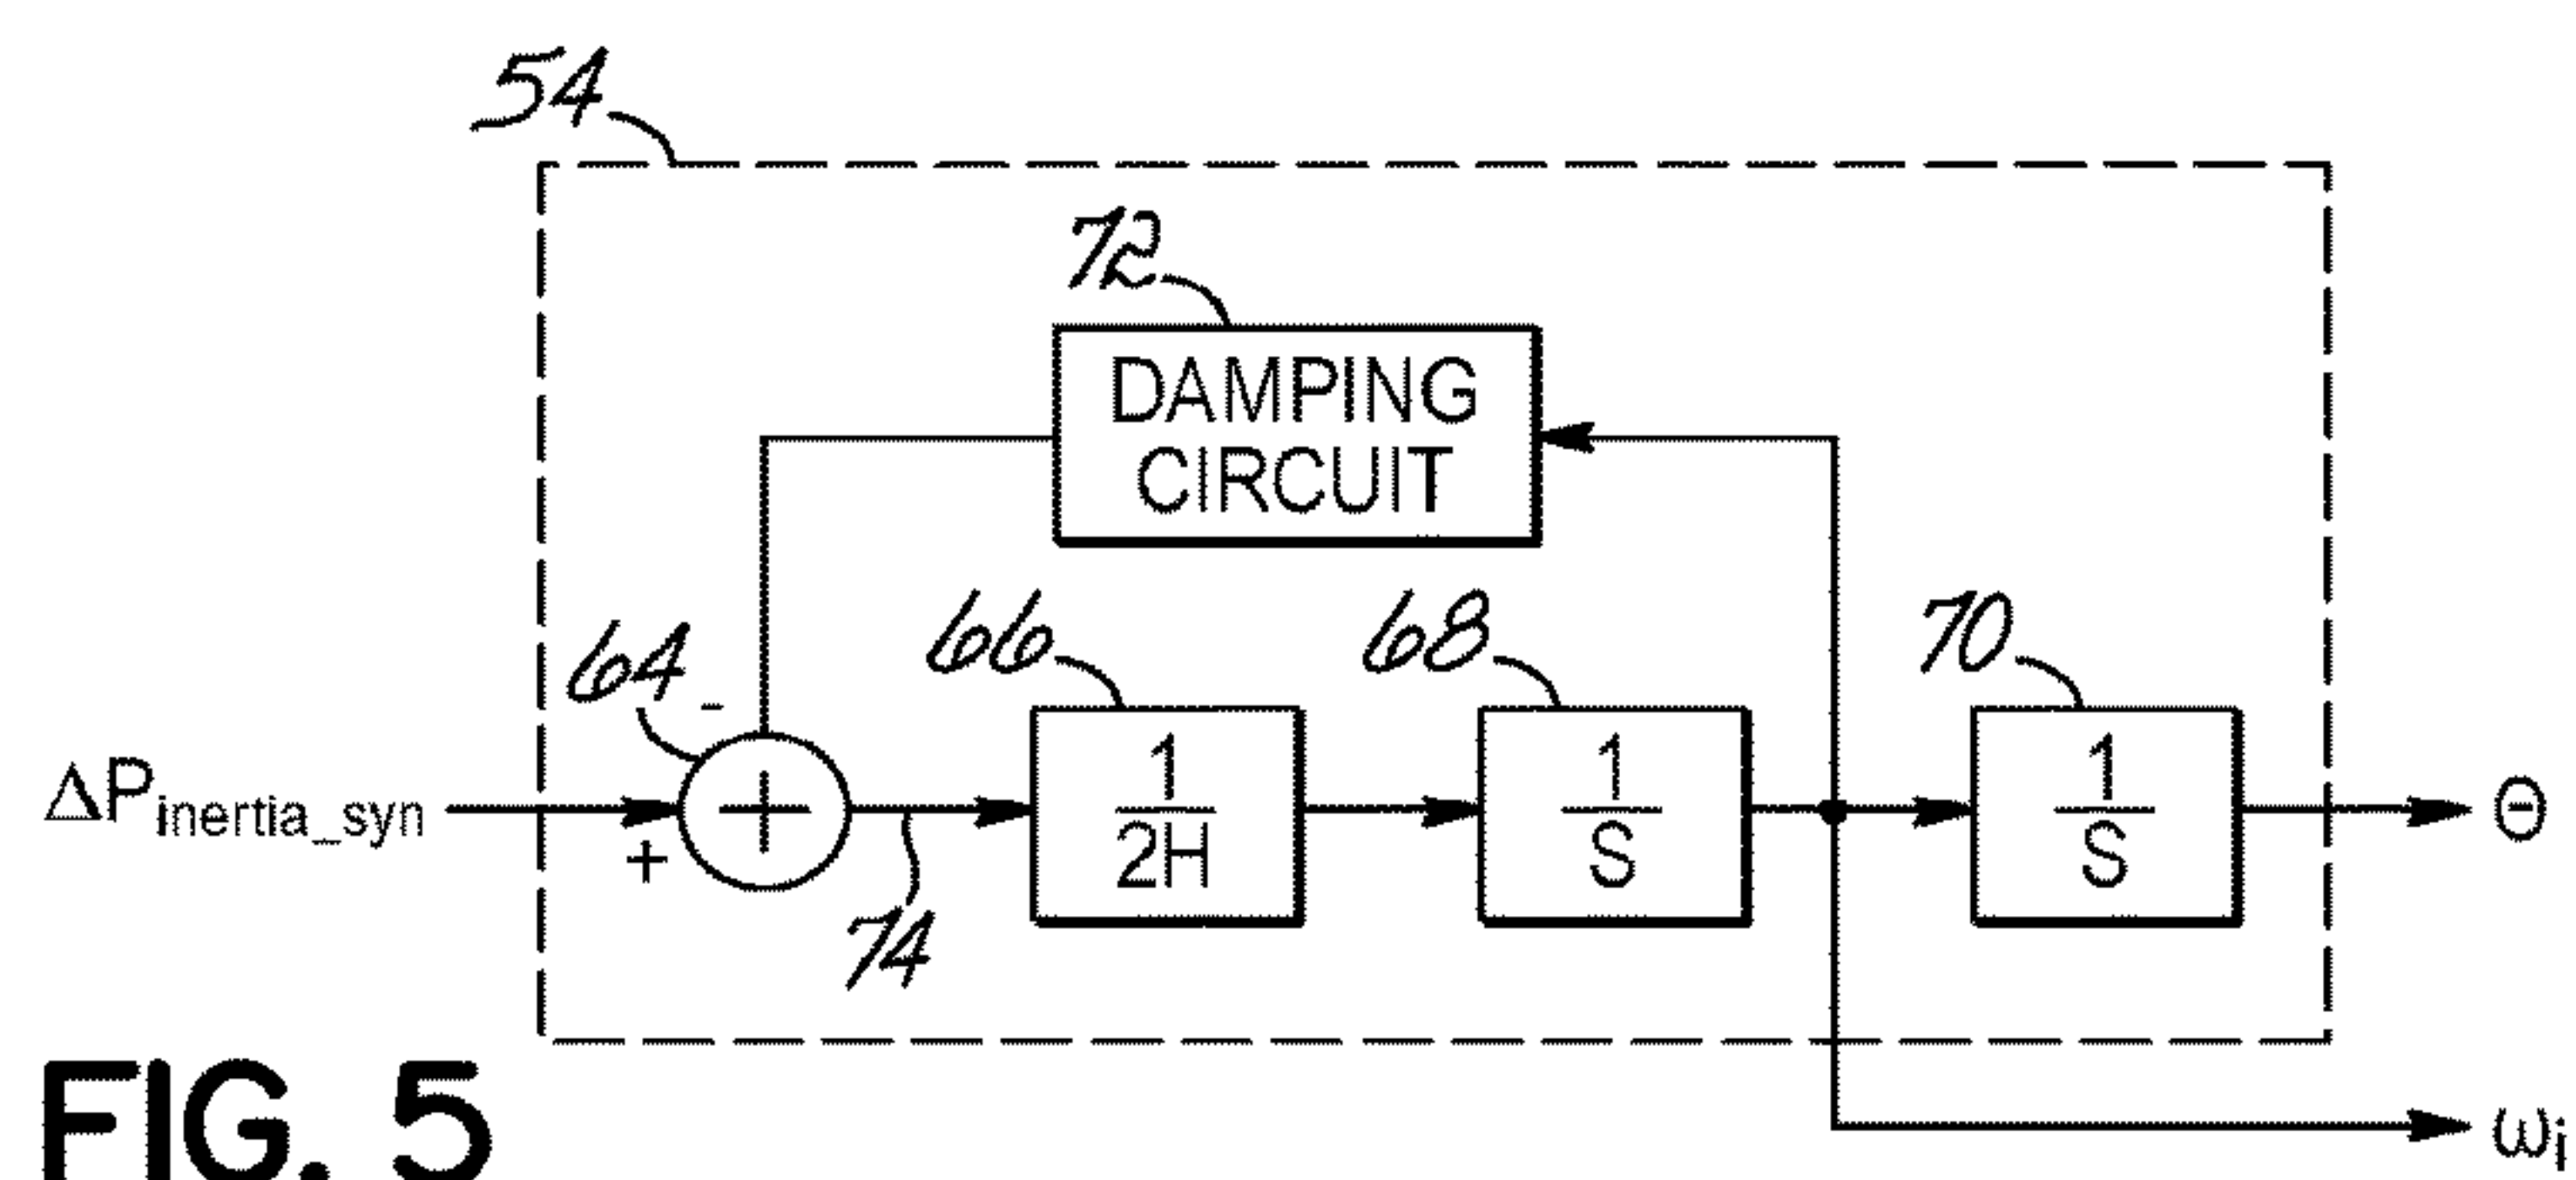 54
72
DAMPING
CIRCUIT
64
-
66
68
70
ΔPinertia_syn
+
+
1
2H
1
S
1
S
Θ
74
FIG. 5
ωi